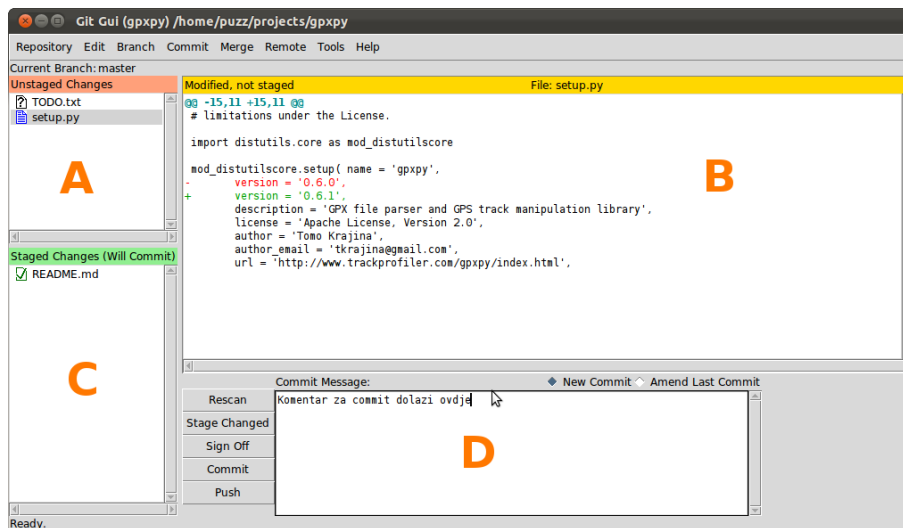 Git Gui (gpxpy) /home/puzz/projects/gpxpy
Repository Edit Branch Commit Merge Remote Tools Help
Current Branch: master
Unstaged Changes
TODO.txt
setup.py
A
Modified, not staged File: setup.py
@@ -15,11 +15,11 @@
# limitations under the License.
import distutils.core as mod_distutilscore
mod_distutilscore.setup( name = 'gpxpy',
- version = '0.6.0',
+ version = '0.6.1',
description = 'GPX file parser and GPS track manipulation library',
license = 'Apache License, Version 2.0',
author = 'Tomo Krajina',
author_email = 'tkrajina@gmail.com',
url = 'http://www.trackprofiler.com/gpxpy/index.html',
B
Staged Changes (Will Commit)
README.md
C
Commit Message: New Commit Amend Last Commit
Rescan
Stage Changed
Sign Off
Commit
Push
Komentar za commit dolazi ovdje
D
Ready.